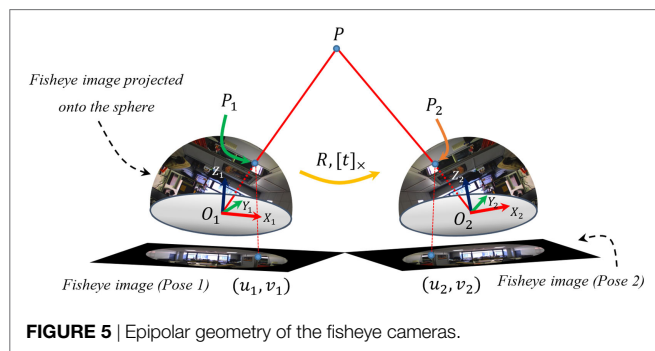 P
Fisheye image projected
onto the sphere
P₁
P₂
R, [t]ₓ
Z₁
Y₁
X₁
O₁
Z₂
Y₂
X₂
O₂
Fisheye image (Pose 1)
(u₁, v₁)
(u₂, v₂)
Fisheye image (Pose 2)
FIGURE 5 | Epipolar geometry of the fisheye cameras.